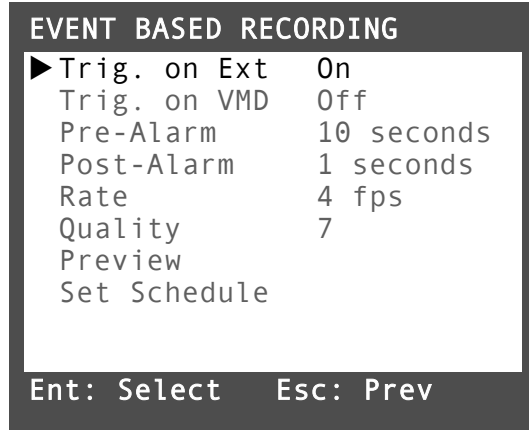 EVENT BASED RECORDING
▶Trig. on Ext On
Trig. on VMD Off
Pre-Alarm 10 seconds
Post-Alarm 1 seconds
Rate 4 fps
Quality 7
Preview
Set Schedule
Ent: Select Esc: Prev